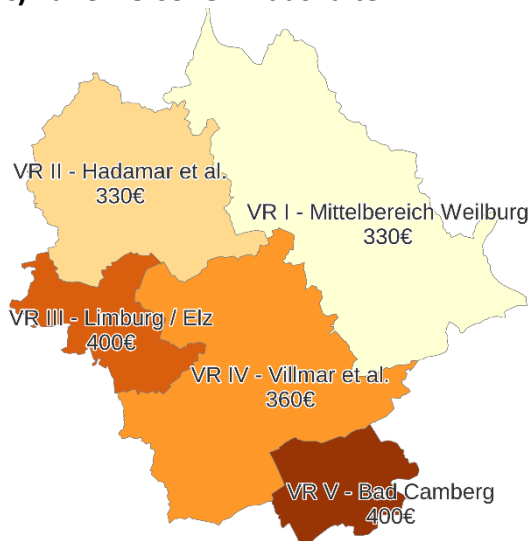 VR II - Hadamar et al.
330€
VR I - Mittelbereich Weilburg
330€
VR III - Limburg / Elz
400€
VR IV - Villmar et al.
360€
VR V - Bad Camberg
400€